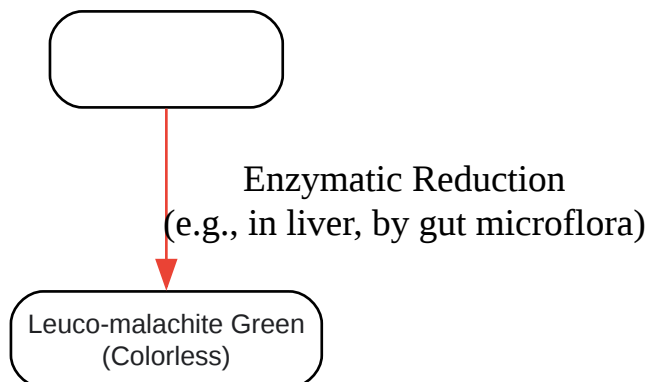 Enzymatic Reduction
(e.g., in liver, by gut microflora)
Leuco-malachite Green
(Colorless)